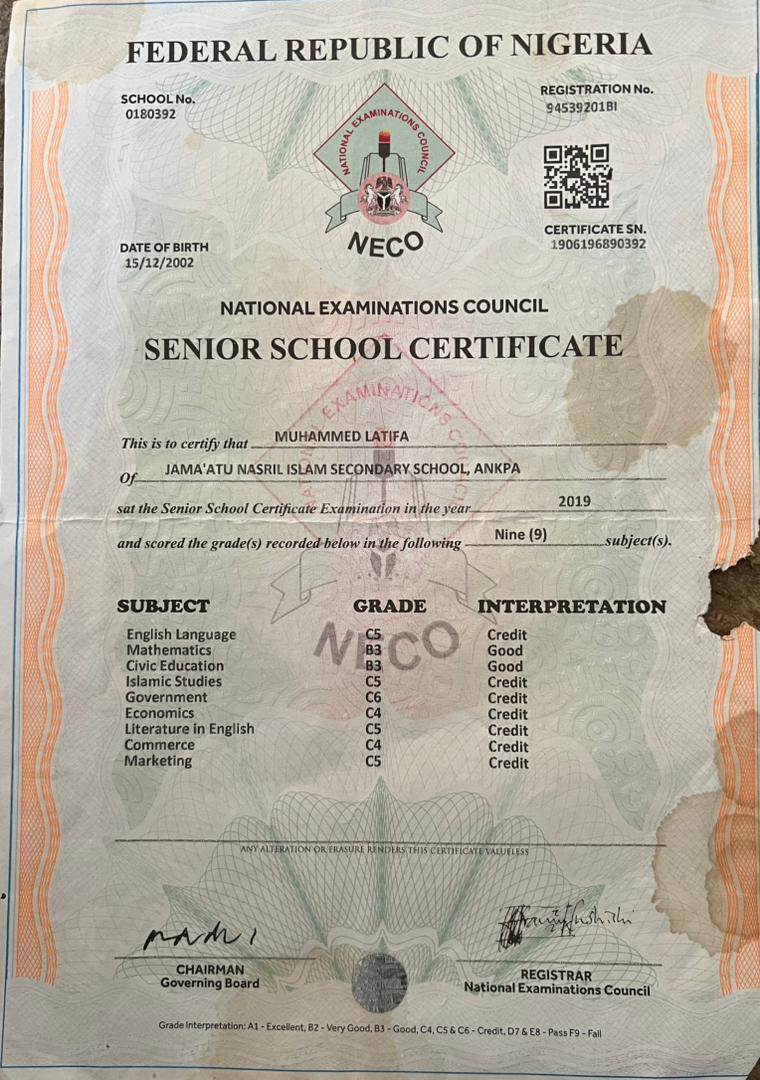 FEDERAL REPUBLIC OF NIGERIA
SCHOOL No.
0180392
REGISTRATION No.
94539201BI
NATIONAL EXAMINATIONS COUNCIL
NECO
CERTIFICATE SN.
1906196890392
DATE OF BIRTH
15/12/2002
NATIONAL EXAMINATIONS COUNCIL
SENIOR SCHOOL CERTIFICATE
This is to certify that MUHAMMED LATIFA
Of JAMA'ATU NASRIL ISLAM SECONDARY SCHOOL, ANKPA
sat the Senior School Certificate Examination in the year 2019
and scored the grade(s) recorded below in the following Nine (9) subject(s).
NATIONAL EXAMINATIONS COUNCIL
NECO
SUBJECT GRADE INTERPRETATION
English Language C5 Credit
Mathematics B3 Good
Civic Education B3 Good
Islamic Studies C5 Credit
Government C6 Credit
Economics C4 Credit
Literature in English C5 Credit
Commerce C4 Credit
Marketing C5 Credit
ANY ALTERATION OR ERASURE RENDERS THIS CERTIFICATE VALUELESS
CHAIRMAN
Governing Board
REGISTRAR
National Examinations Council
Grade Interpretation: A1 - Excellent, B2 - Very Good, B3 - Good, C4, C5 & C6 - Credit, D7 & E8 - Pass F9 - Fail